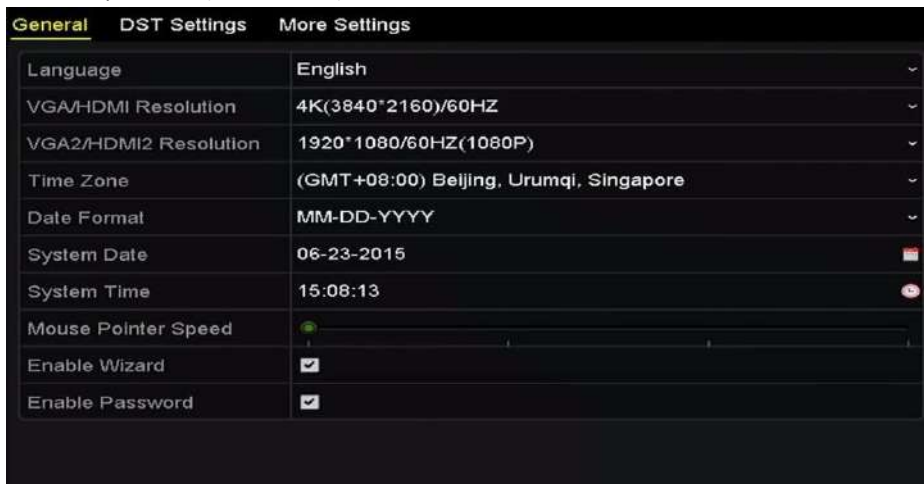 General DST Settings More Settings
Language English
VGA/HDMI Resolution 4K(3840*2160)/60HZ
VGA2/HDMI2 Resolution 1920*1080/60HZ(1080P)
Time Zone (GMT+08:00) Beijing, Urumqi, Singapore
Date Format MM-DD-YYYY
System Date 06-23-2015
System Time 15:08:13
Mouse Pointer Speed
Enable Wizard
Enable Password